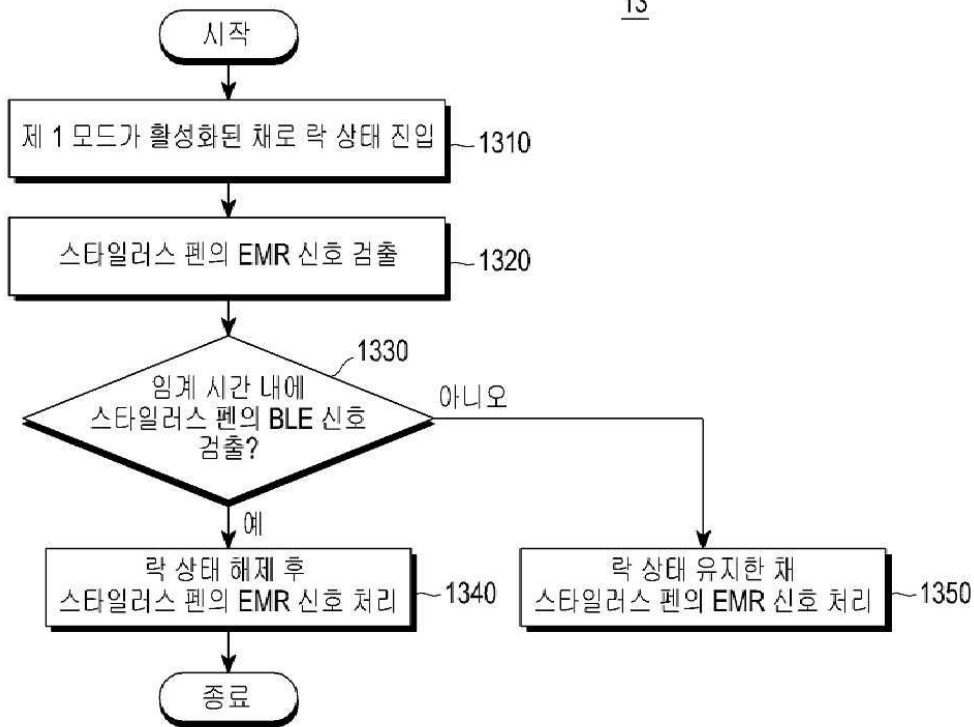 13
시작
제 1 모드가 활성화된 채로 락 상태 진입
1310
스타일러스 펜의 EMR 신호 검출
1320
1330
임계 시간 내에
스타일러스 펜의 BLE 신호
검출?
아니오
예
락 상태 해제 후
스타일러스 펜의 EMR 신호 처리
1340
락 상태 유지한 채
스타일러스 펜의 EMR 신호 처리
1350
종료